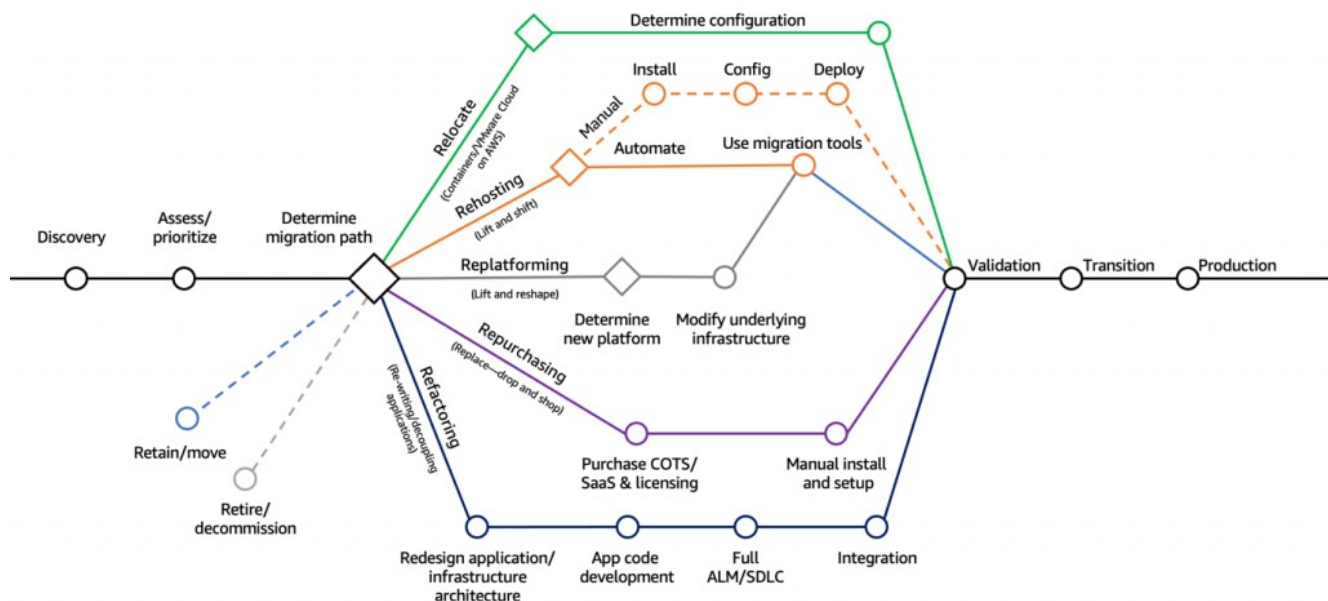 Determine configuration
Install
Config
Deploy
Manual
Relocate
(Containers/VMware Cloud
on AWS)
Automate
Use migration tools
Rehosting
(Lift and shift)
Discovery
Assess/
prioritize
Determine
migration path
Replatforming
(Lift and reshape)
Determine
new platform
Modify underlying
infrastructure
Validation
Transition
Production
Repurchasing
(Replace—drop and shop)
Refactoring
(Re-writing/decoupling
applications)
Retain/move
Retire/
decommission
Purchase COTS/
SaaS & licensing
Manual install
and setup
Redesign application/
infrastructure
architecture
App code
development
Full
ALM/SDLC
Integration